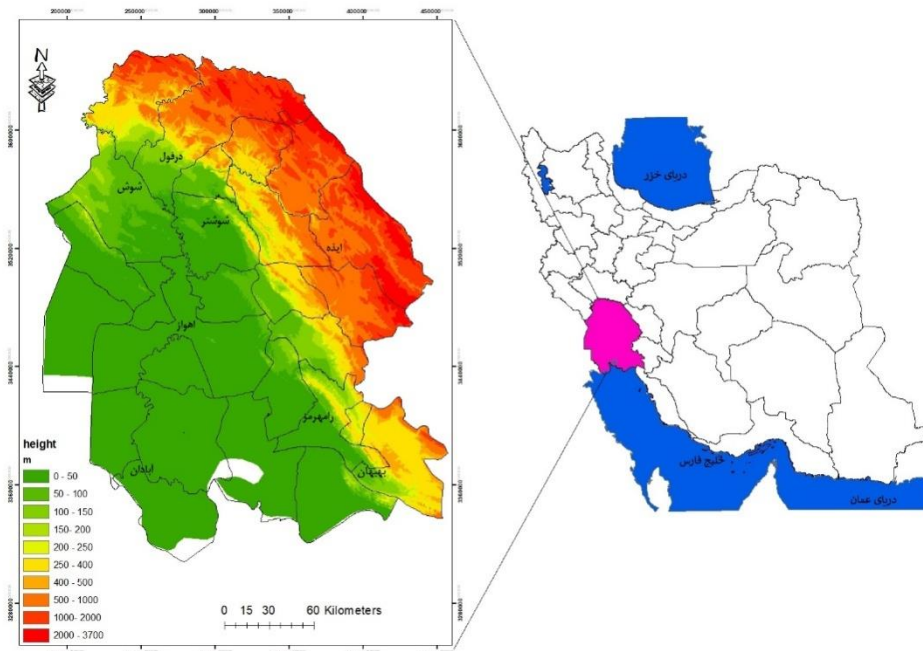 200000 250000 300000 350000 400000 450000
N
درفول
شوش
شوشتر
ایذه
اهواز
رامهرمز
ابادان
بهبهان
height
m
0 - 50
50 - 100
100 - 150
150- 200
200 - 250
250 - 400
400 - 500
500 - 1000
1000- 2000
2000 - 3700
0 15 30 60 Kilometers
دریای خزر
خلیج فارس
دریای عمان